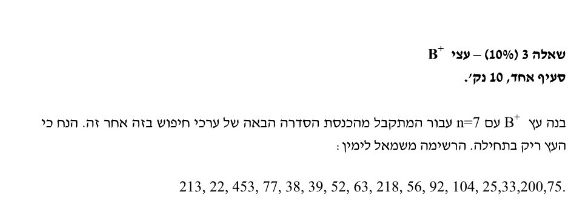 שאלה 3 (10%) – עצי B+
סעיף אחד, 10 נק'.
בנה עץ B+ עם n=7 עבור המתקבל מהכנסת הסדרה הבאה של ערכי חיפוש בזה אחר זה. הנח כי
העץ ריק בתחילה. הרשימה משמאל לימין :
213, 22, 453, 77, 38, 39, 52, 63, 218, 56, 92, 104, 25,33,200,75.